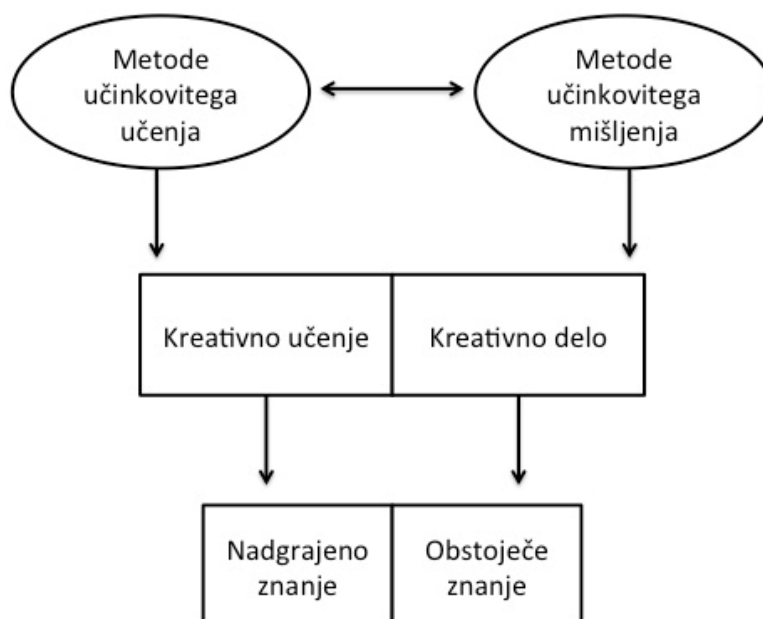 Metode
učinkovitega
učenja
Metode
učinkovitega
mišljenja
Kreativno učenje
Kreativno delo
Nadgrajeno
znanje
Obstoječe
znanje